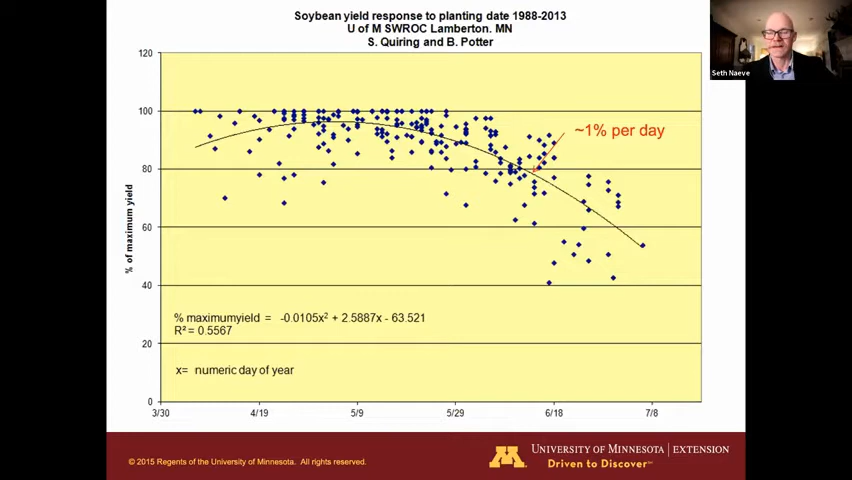 Soybean yield response to planting date 1988-2013
U of M SWROC Lamberton. MN
S. Quiring and B. Potter
Seth Naeve
120
100
80
60
40
20
0
% of maximum yield
~1% per day
% maximumyield = -0.0105x² + 2.5887x - 63.521
R² = 0.5567
x= numeric day of year
3/30 4/19 5/9 5/29 6/18 7/8
© 2015 Regents of the University of Minnesota. All rights reserved.
UNIVERSITY OF MINNESOTA | EXTENSION
Driven to Discover℠